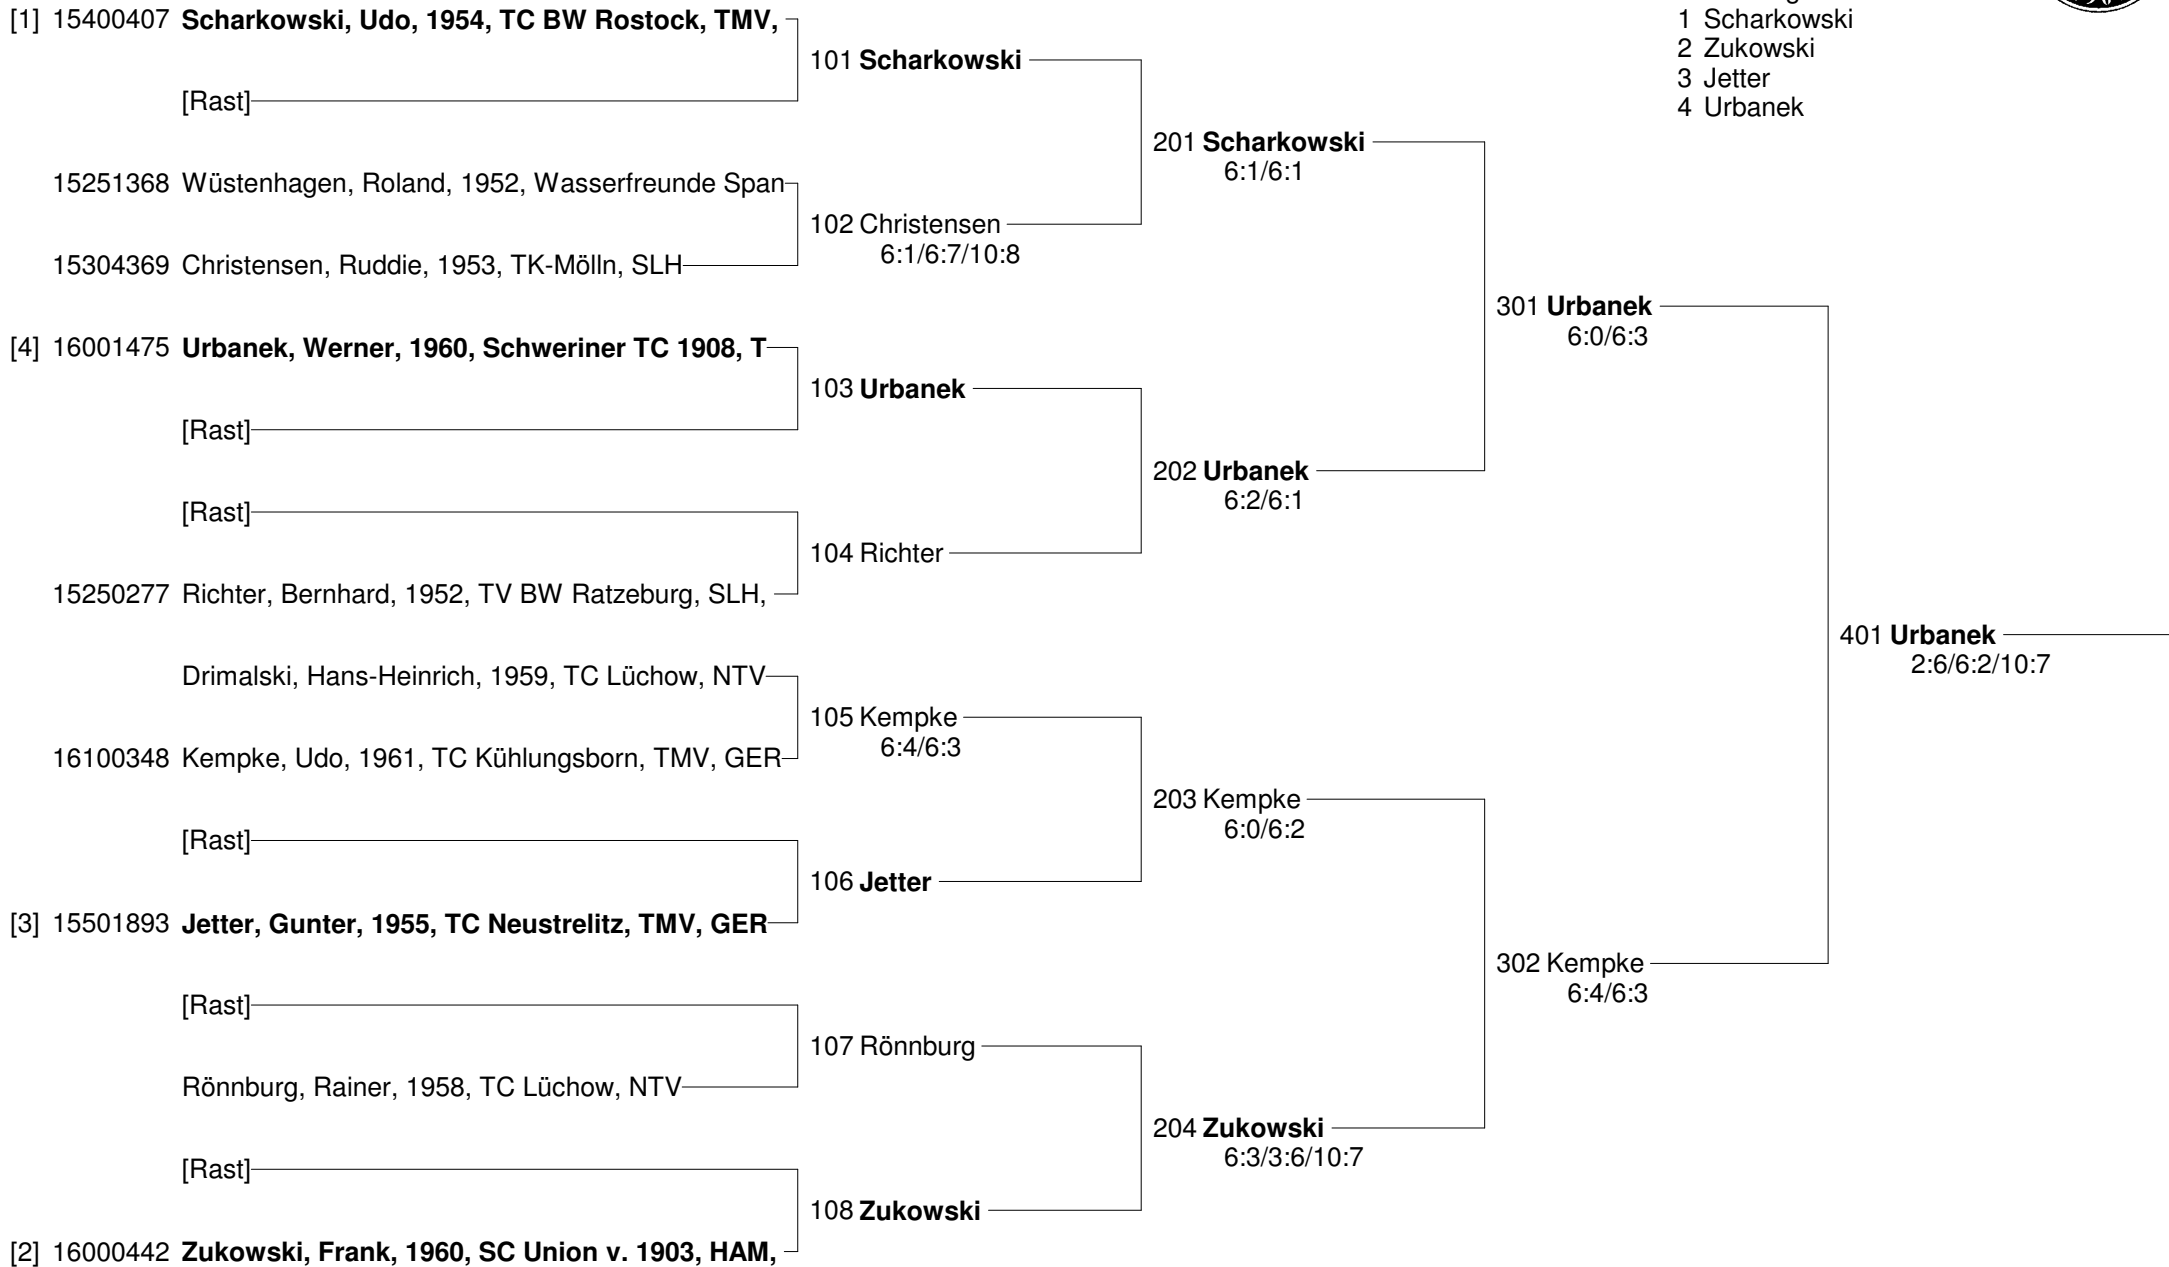 [1] 15400407 Scharkowski, Udo, 1954, TC BW Rostock, TMV,
[Rast]
15251368 Wüstenhagen, Roland, 1952, Wasserfreunde Span
15304369 Christensen, Ruddie, 1953, TK-Mölln, SLH
[4] 16001475 Urbanek, Werner, 1960, Schweriner TC 1908, T
[Rast]
[Rast]
15250277 Richter, Bernhard, 1952, TV BW Ratzeburg, SLH,
Drimalski, Hans-Heinrich, 1959, TC Lüchow, NTV
16100348 Kempke, Udo, 1961, TC Kühlungsborn, TMV, GER
[Rast]
[3] 15501893 Jetter, Gunter, 1955, TC Neustrelitz, TMV, GER
[Rast]
Rönnburg, Rainer, 1958, TC Lüchow, NTV
[Rast]
[2] 16000442 Zukowski, Frank, 1960, SC Union v. 1903, HAM,
101 Scharkowski
102 Christensen
6:1/6:7/10:8
103 Urbanek
104 Richter
105 Kempke
6:4/6:3
106 Jetter
107 Rönnburg
108 Zukowski
201 Scharkowski
6:1/6:1
202 Urbanek
6:2/6:1
203 Kempke
6:0/6:2
204 Zukowski
6:3/3:6/10:7
301 Urbanek
6:0/6:3
302 Kempke
6:4/6:3
401 Urbanek
2:6/6:2/10:7
1 Scharkowski
2 Zukowski
3 Jetter
4 Urbanek